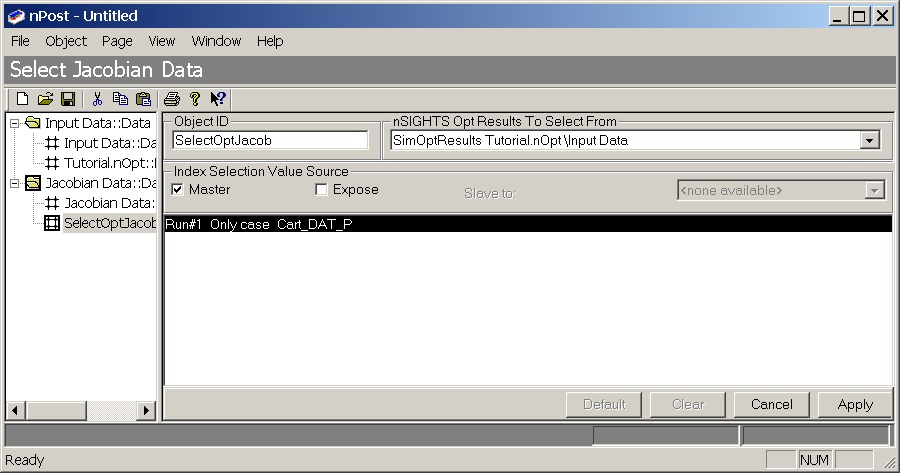 nPost - Untitled
File Object Page View Window Help
Select Jacobian Data
Input Data::Data
Input Data::Da
Tutorial.nOpt::I
Jacobian Data::Da
Jacobian Data:
SelectOptJacob
Object ID
SelectOptJacob
nSIGHTS Opt Results To Select From
SimOptResults Tutorial.nOpt\Input Data
Index Selection Value Source
Master Expose Slave to: <none available>
Run#1 Only case Cart_DAT_P
Default Clear Cancel Apply
Ready NUM